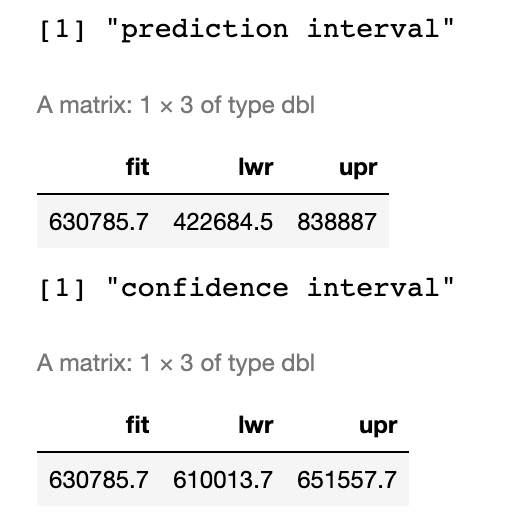 [1] "prediction interval"
A matrix: 1 × 3 of type dbl
fit lwr upr
630785.7 422684.5 838887
[1] "confidence interval"
A matrix: 1 × 3 of type dbl
fit lwr upr
630785.7 610013.7 651557.7